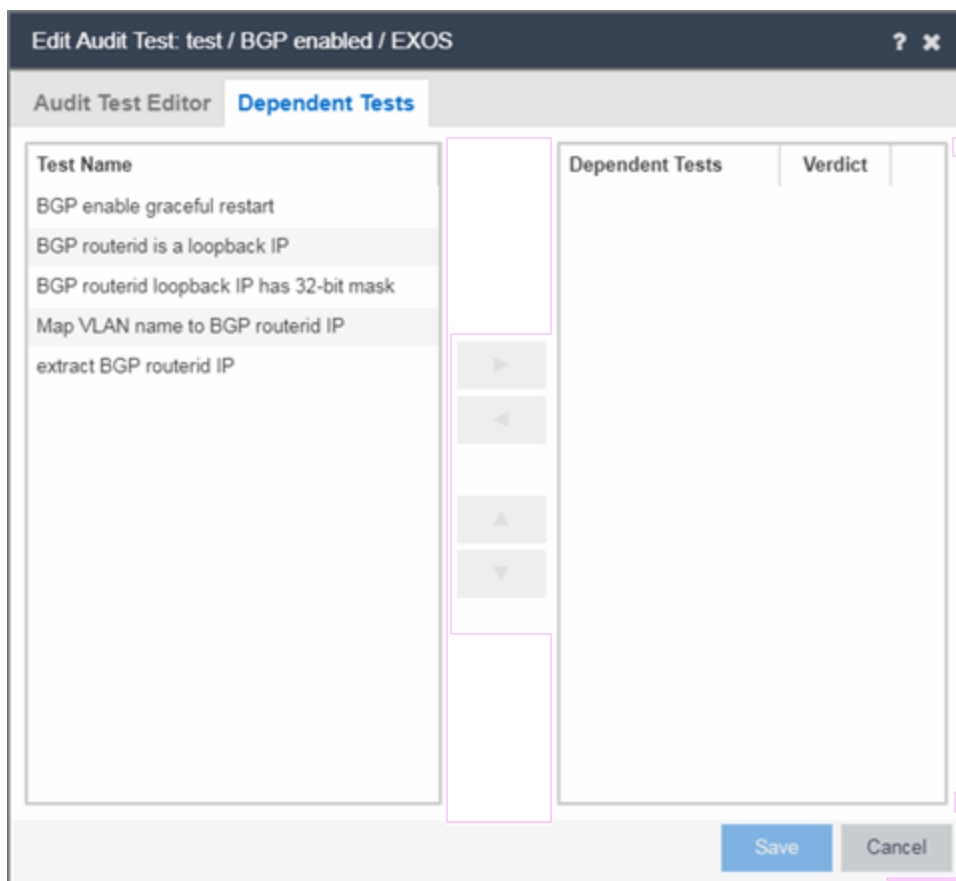 Edit Audit Test: test / BGP enabled / EXOS
Audit Test Editor Dependent Tests
Test Name
BGP enable graceful restart
BGP routerid is a loopback IP
BGP routerid loopback IP has 32-bit mask
Map VLAN name to BGP routerid IP
extract BGP routerid IP
Dependent Tests Verdict
Save Cancel